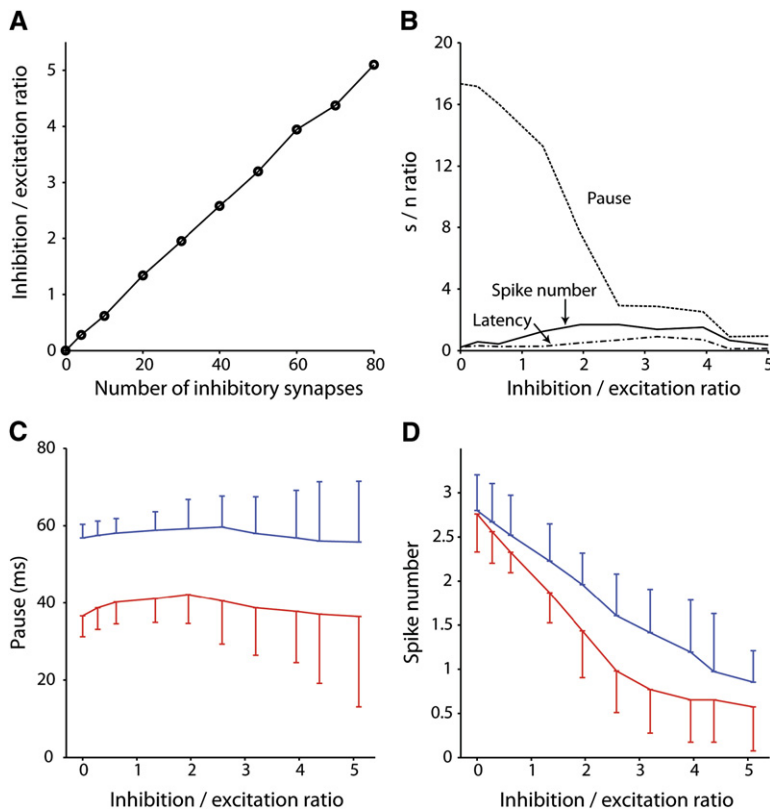 A
Inhibition / excitation ratio
5
4
3
2
1
0
0 20 40 60 80
Number of inhibitory synapses
B
s / n ratio
20
16
12
8
4
0
Pause
Spike number
Latency
0 1 2 3 4 5
Inhibition / excitation ratio
C
Pause (ms)
80
60
40
20
0
0 1 2 3 4 5
Inhibition / excitation ratio
D
Spike number
3
2.5
2
1.5
1
0.5
0
0 1 2 3 4 5
Inhibition / excitation ratio